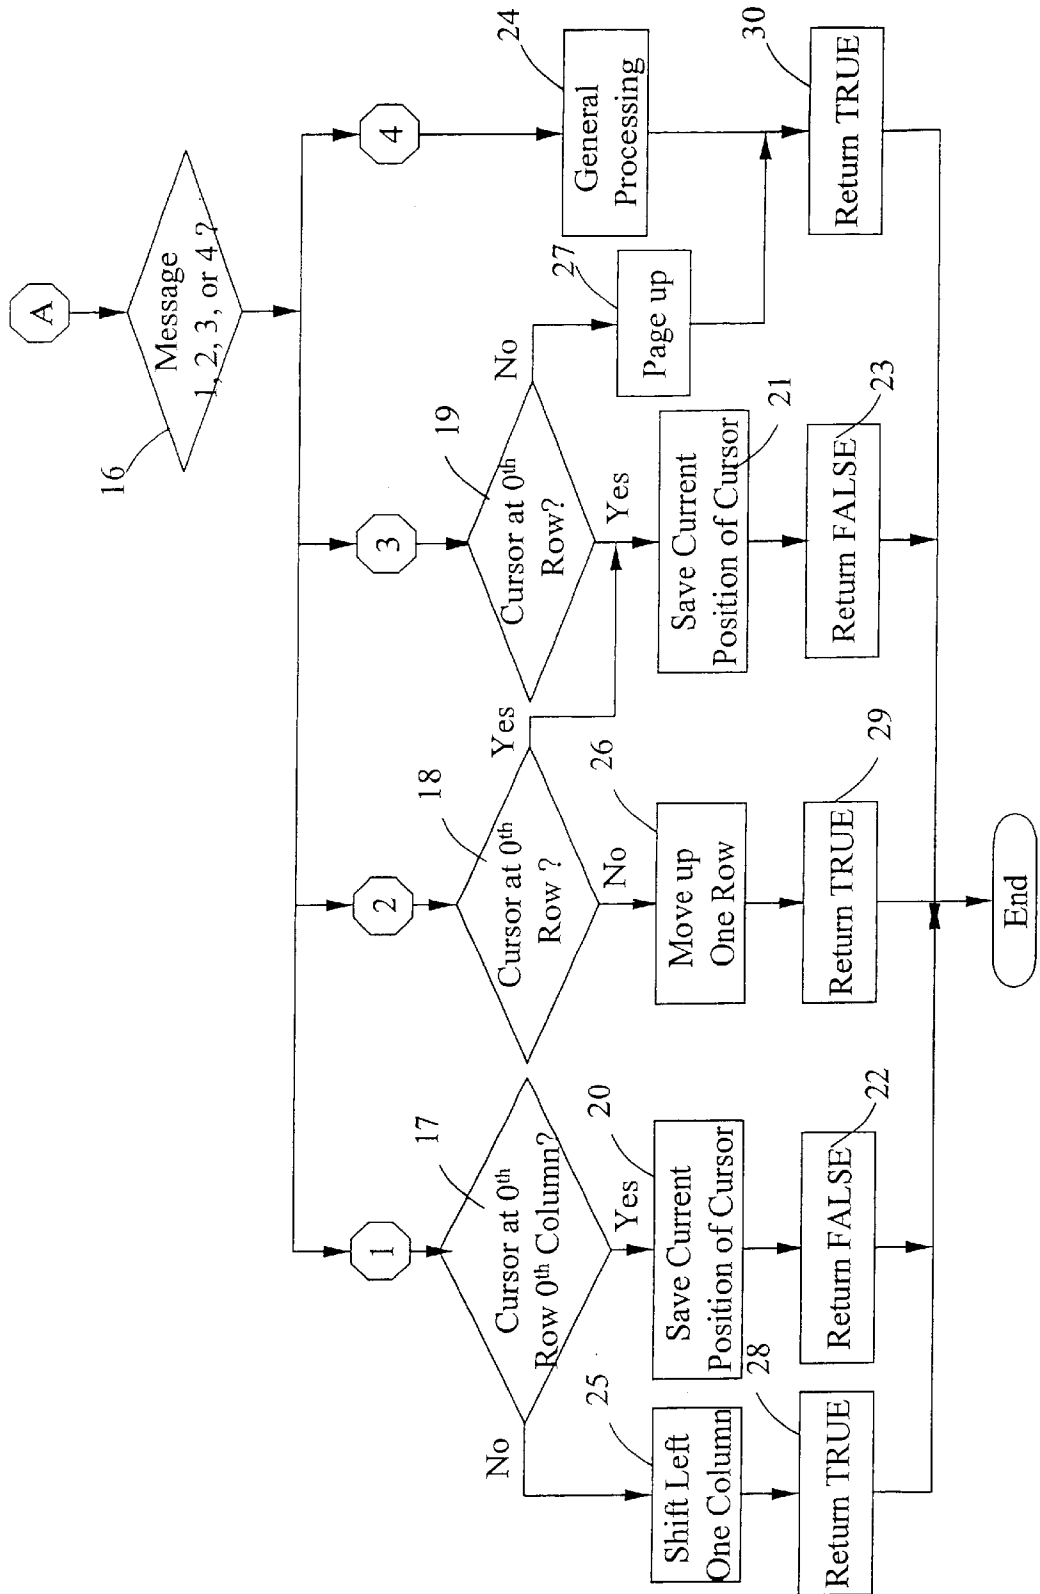 A
Message
1, 2, 3, or 4 ?
16
1
2
3
4
Cursor at 0th
Row 0th Column?
17
No
Yes
Cursor at 0th
Row ?
18
Yes
No
Cursor at 0th
Row?
19
No
Yes
General
Processing
24
Shift Left
One Column
25
Save Current
Position of Cursor
20
Move up
One Row
26
Save Current
Position of Cursor
21
Page up
27
Return TRUE
28
Return FALSE
22
Return TRUE
29
Return FALSE
23
Return TRUE
30
End